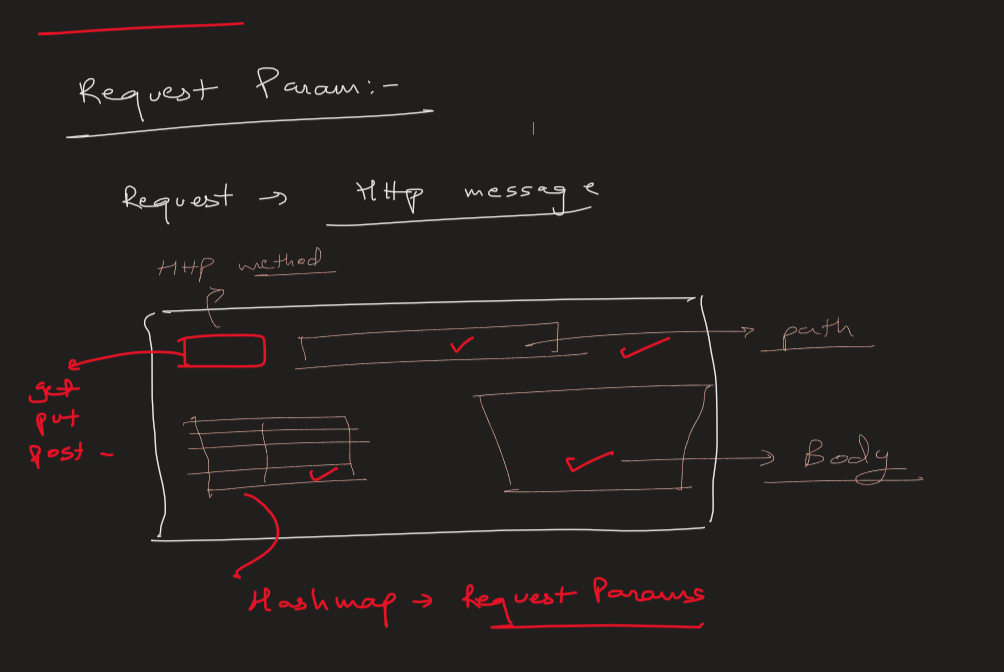 Request Param:-
Request → Http message
Http method
path
get
put
post -
Body
Hashmap → Request Params